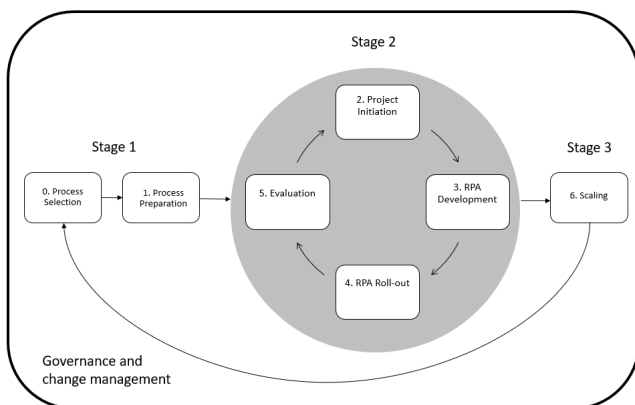 Stage 2
2. Project
Initiation
Stage 1
Stage 3
0. Process
Selection
1. Process
Preparation
5. Evaluation
3. RPA
Development
6. Scaling
4. RPA Roll-out
Governance and
change management